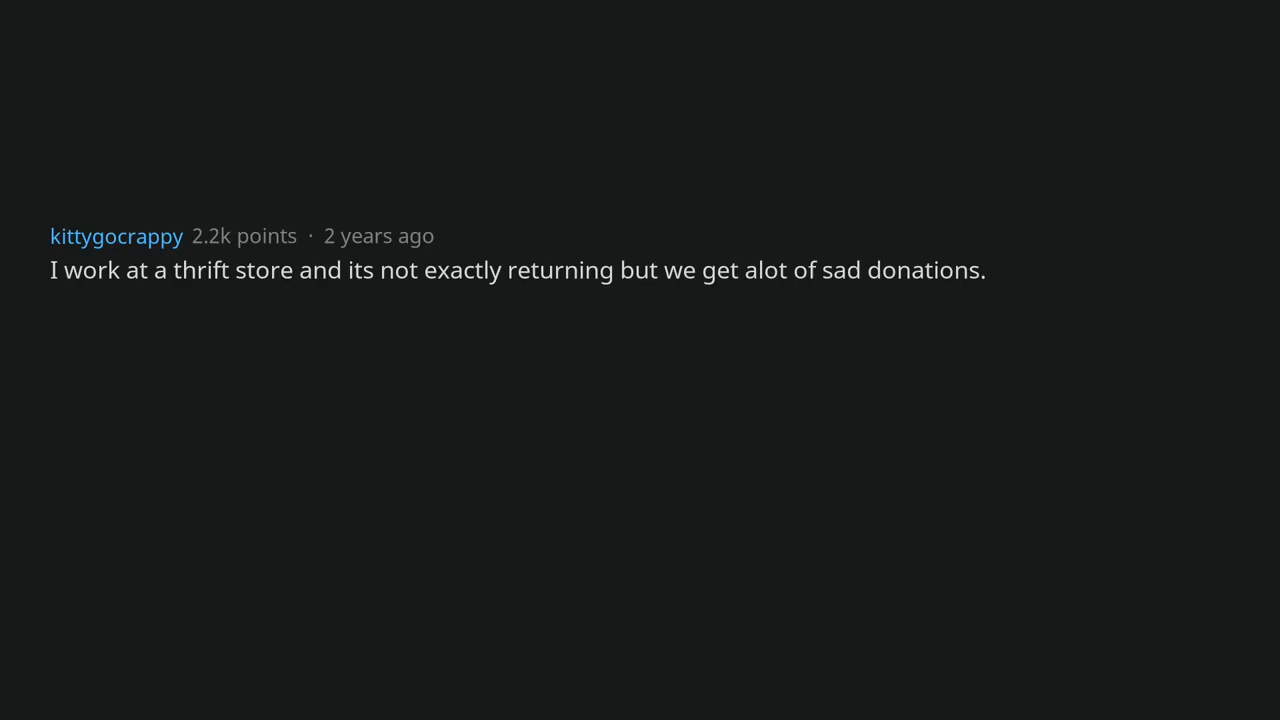 kittygocrappy 2.2k points · 2 years ago
I work at a thrift store and its not exactly returning but we get alot of sad donations.